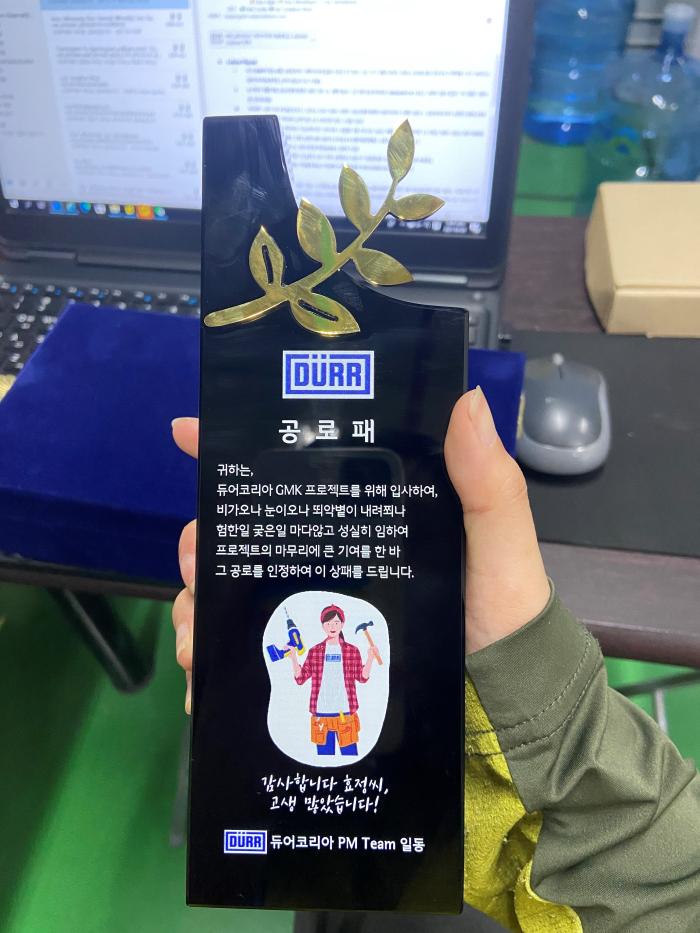 DÜRR
공로패
귀하는,
듀어코리아 GMK 프로젝트를 위해 입사하여,
비가오나 눈이오나 뙤약볕이 내려쬐나
험한일 궂은일 마다않고 성실히 임하여
프로젝트의 마무리에 큰 기여를 한 바
그 공로를 인정하여 이 상패를 드립니다.
DÜRR
감사합니다 효정씨,
고생 많았습니다!
DÜRR 듀어코리아 PM Team 일동